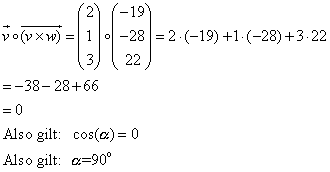 v⃗ ∘ (v × w)⃗ = (2 1 3) ∘ (−19 −28 22) = 2·(−19)+1·(−28)+3·22
= −38 − 28 + 66
= 0
Also gilt: cos(α) = 0
Also gilt: α=90°